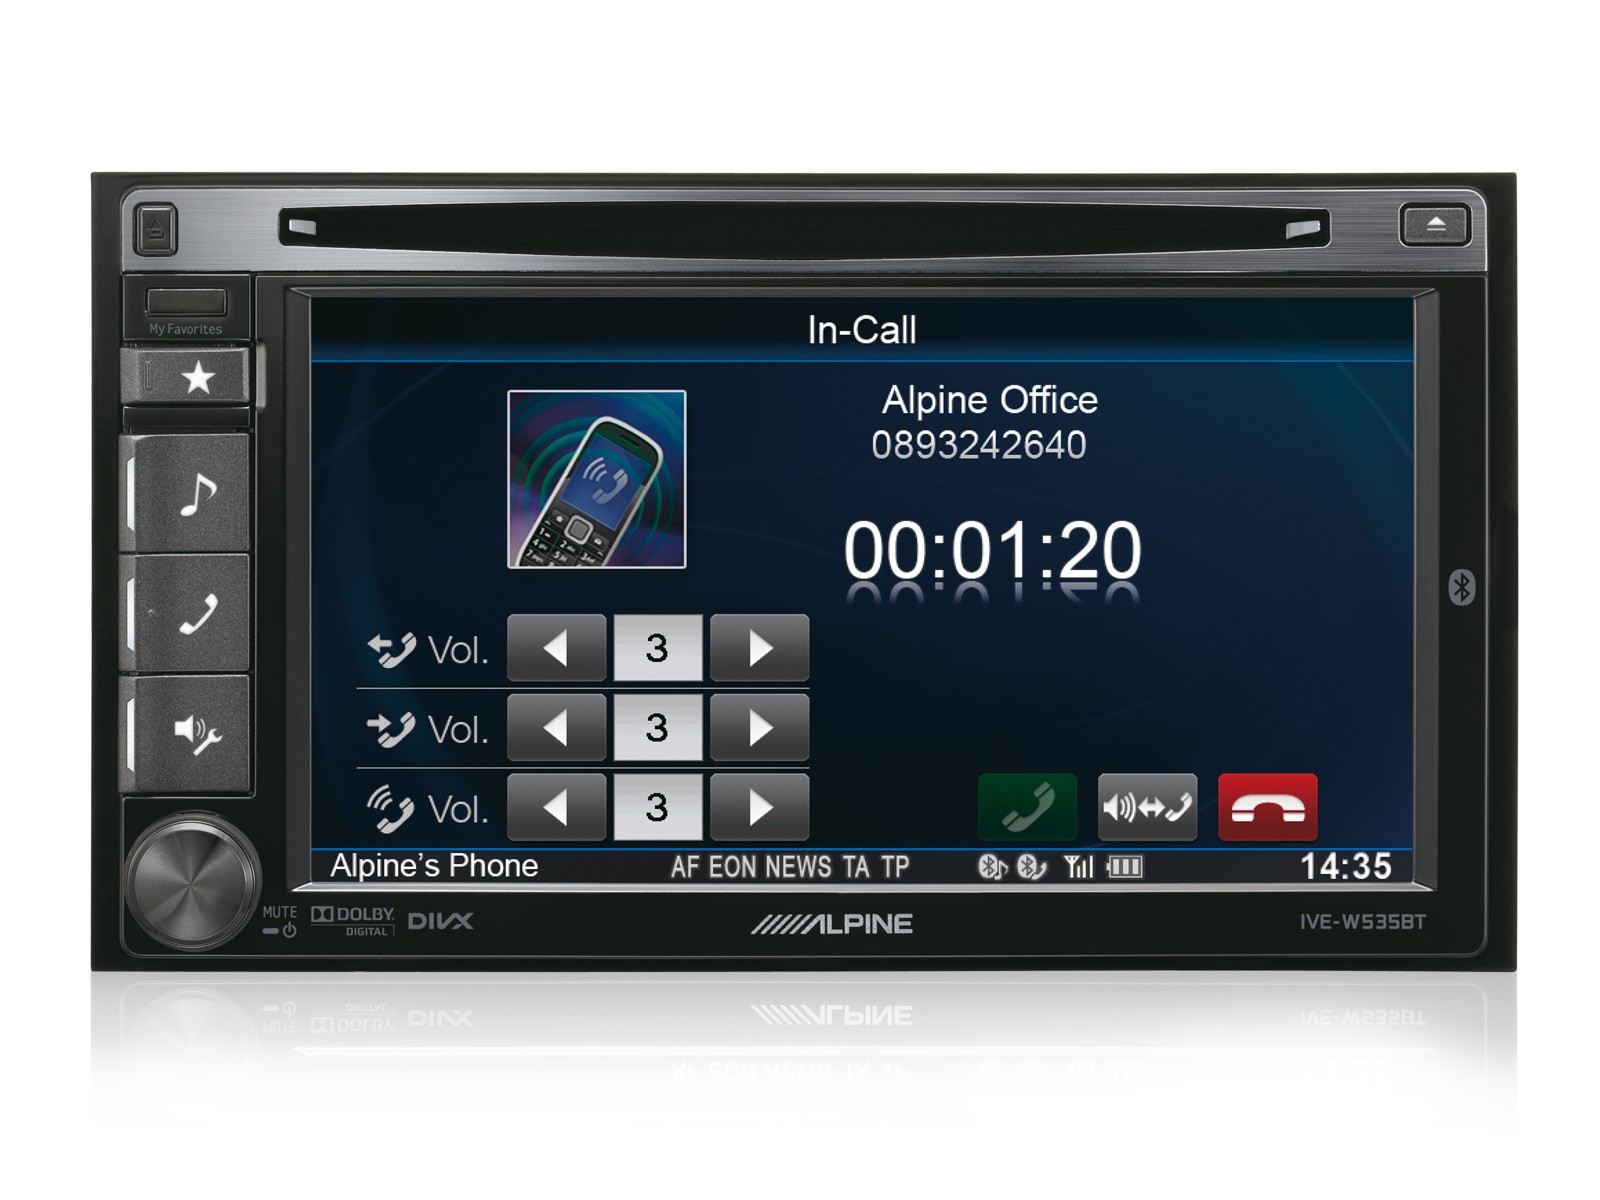 My Favorites
In-Call
Alpine Office
0893242640
00:01:20
Vol. 3
Vol. 3
Vol. 3
Alpine's Phone AF EON NEWS TA TP 14:35
MUTE DOLBY DIGITAL DIVX ALPINE IVE-W535BT